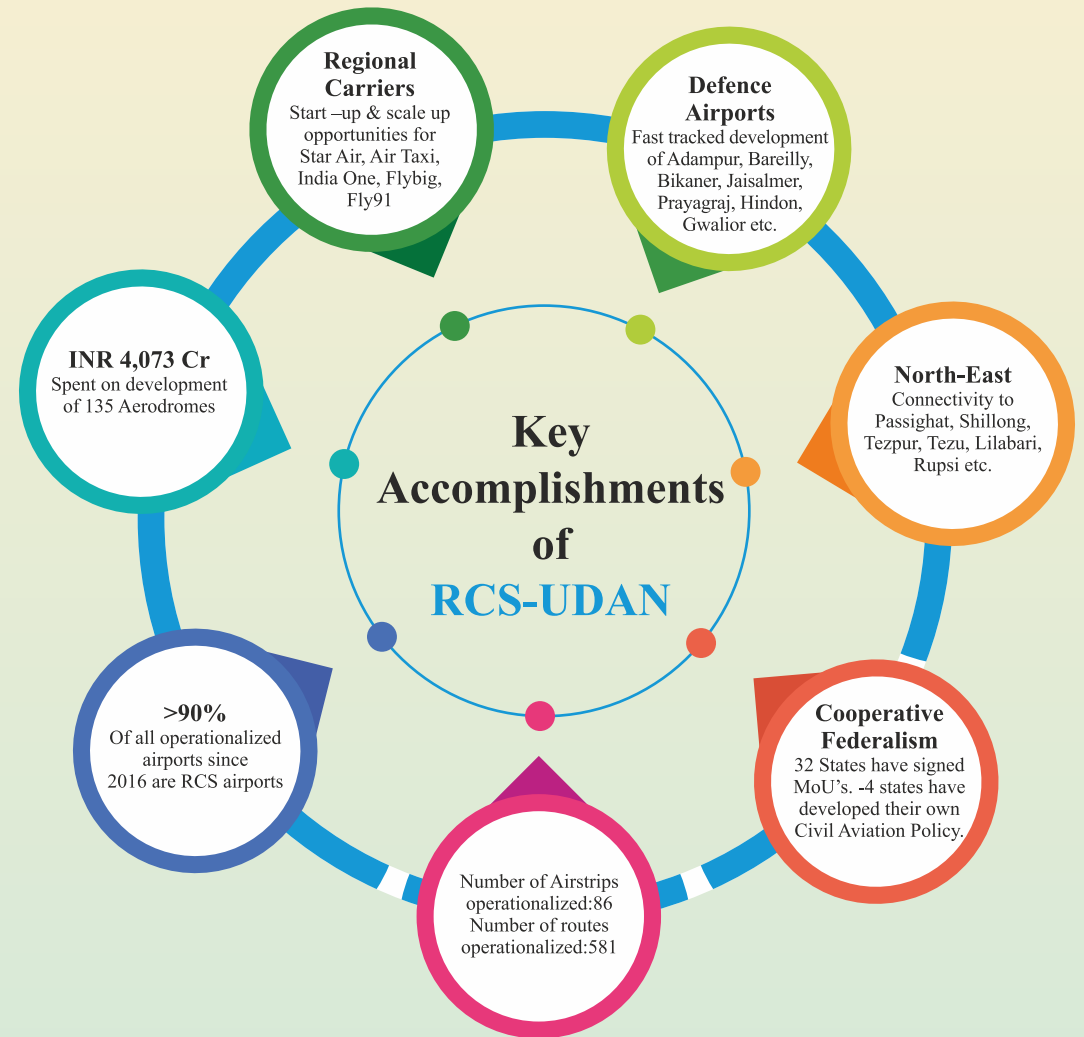 Key
Accomplishments
of
RCS-UDAN
Regional
Carriers
Start –up & scale up
opportunities for
Star Air, Air Taxi,
India One, Flybig,
Fly91
Defence
Airports
Fast tracked development
of Adampur, Bareilly,
Bikaner, Jaisalmer,
Prayagraj, Hindon,
Gwalior etc.
North-East
Connectivity to
Passighat, Shillong,
Tezpur, Tezu, Lilabari,
Rupsi etc.
Cooperative
Federalism
32 States have signed
MoU's. -4 states have
developed their own
Civil Aviation Policy.
Number of Airstrips
operationalized:86
Number of routes
operationalized:581
>90%
Of all operationalized
airports since
2016 are RCS airports
INR 4,073 Cr
Spent on development
of 135 Aerodromes